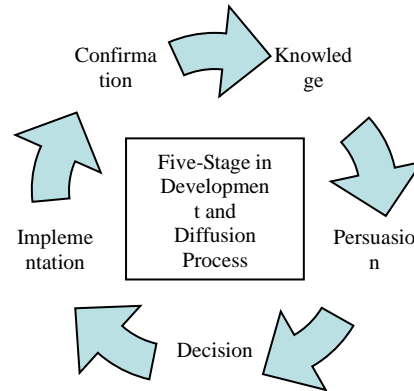 Confirma
tion
Knowled
ge
Five-Stage in
Developmen
t and
Diffusion
Process
Impleme
ntation
Persuasio
n
Decision